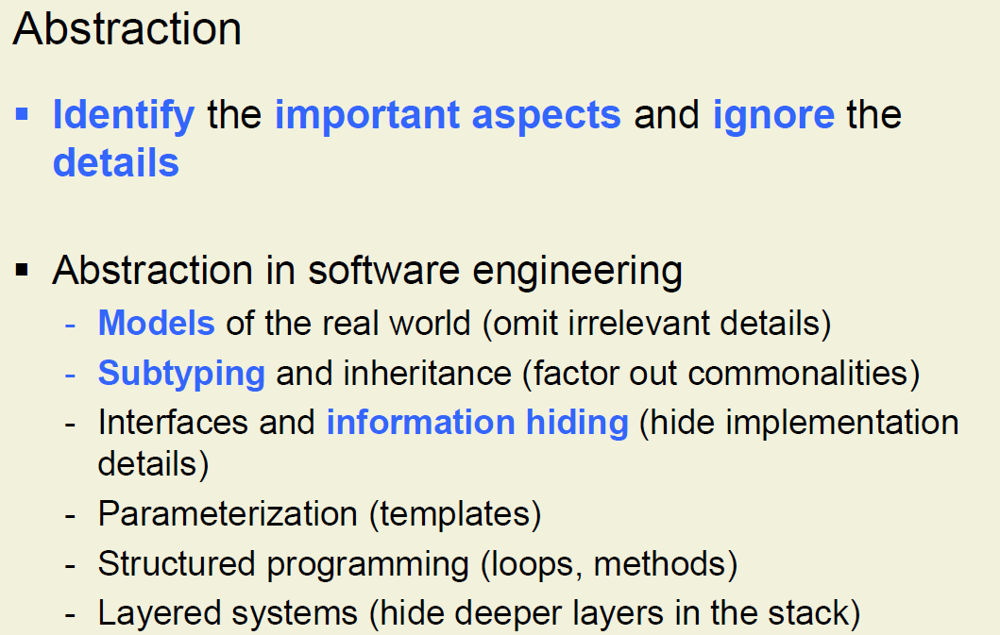 Abstraction
▪ Identify the important aspects and ignore the
details
▪ Abstraction in software engineering
- Models of the real world (omit irrelevant details)
- Subtyping and inheritance (factor out commonalities)
- Interfaces and information hiding (hide implementation
details)
- Parameterization (templates)
- Structured programming (loops, methods)
- Layered systems (hide deeper layers in the stack)